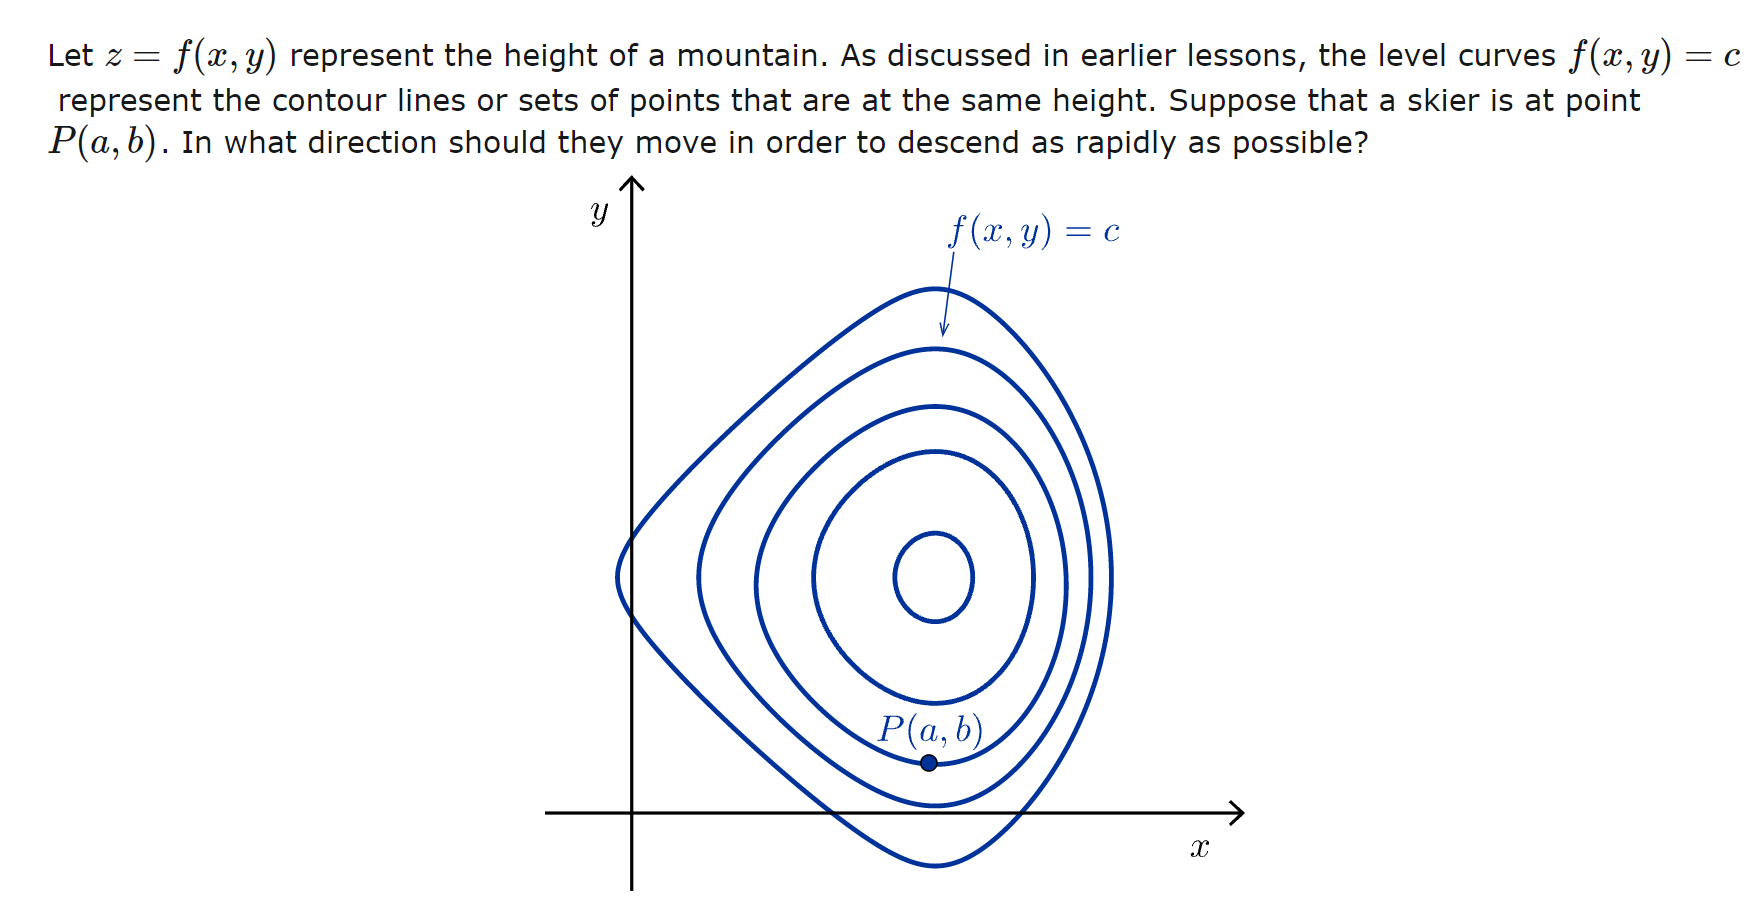 Let z = f(x, y) represent the height of a mountain. As discussed in earlier lessons, the level curves f(x, y) = c
represent the contour lines or sets of points that are at the same height. Suppose that a skier is at point
P(a, b). In what direction should they move in order to descend as rapidly as possible?
y
f(x, y) = c
P(a, b)
x